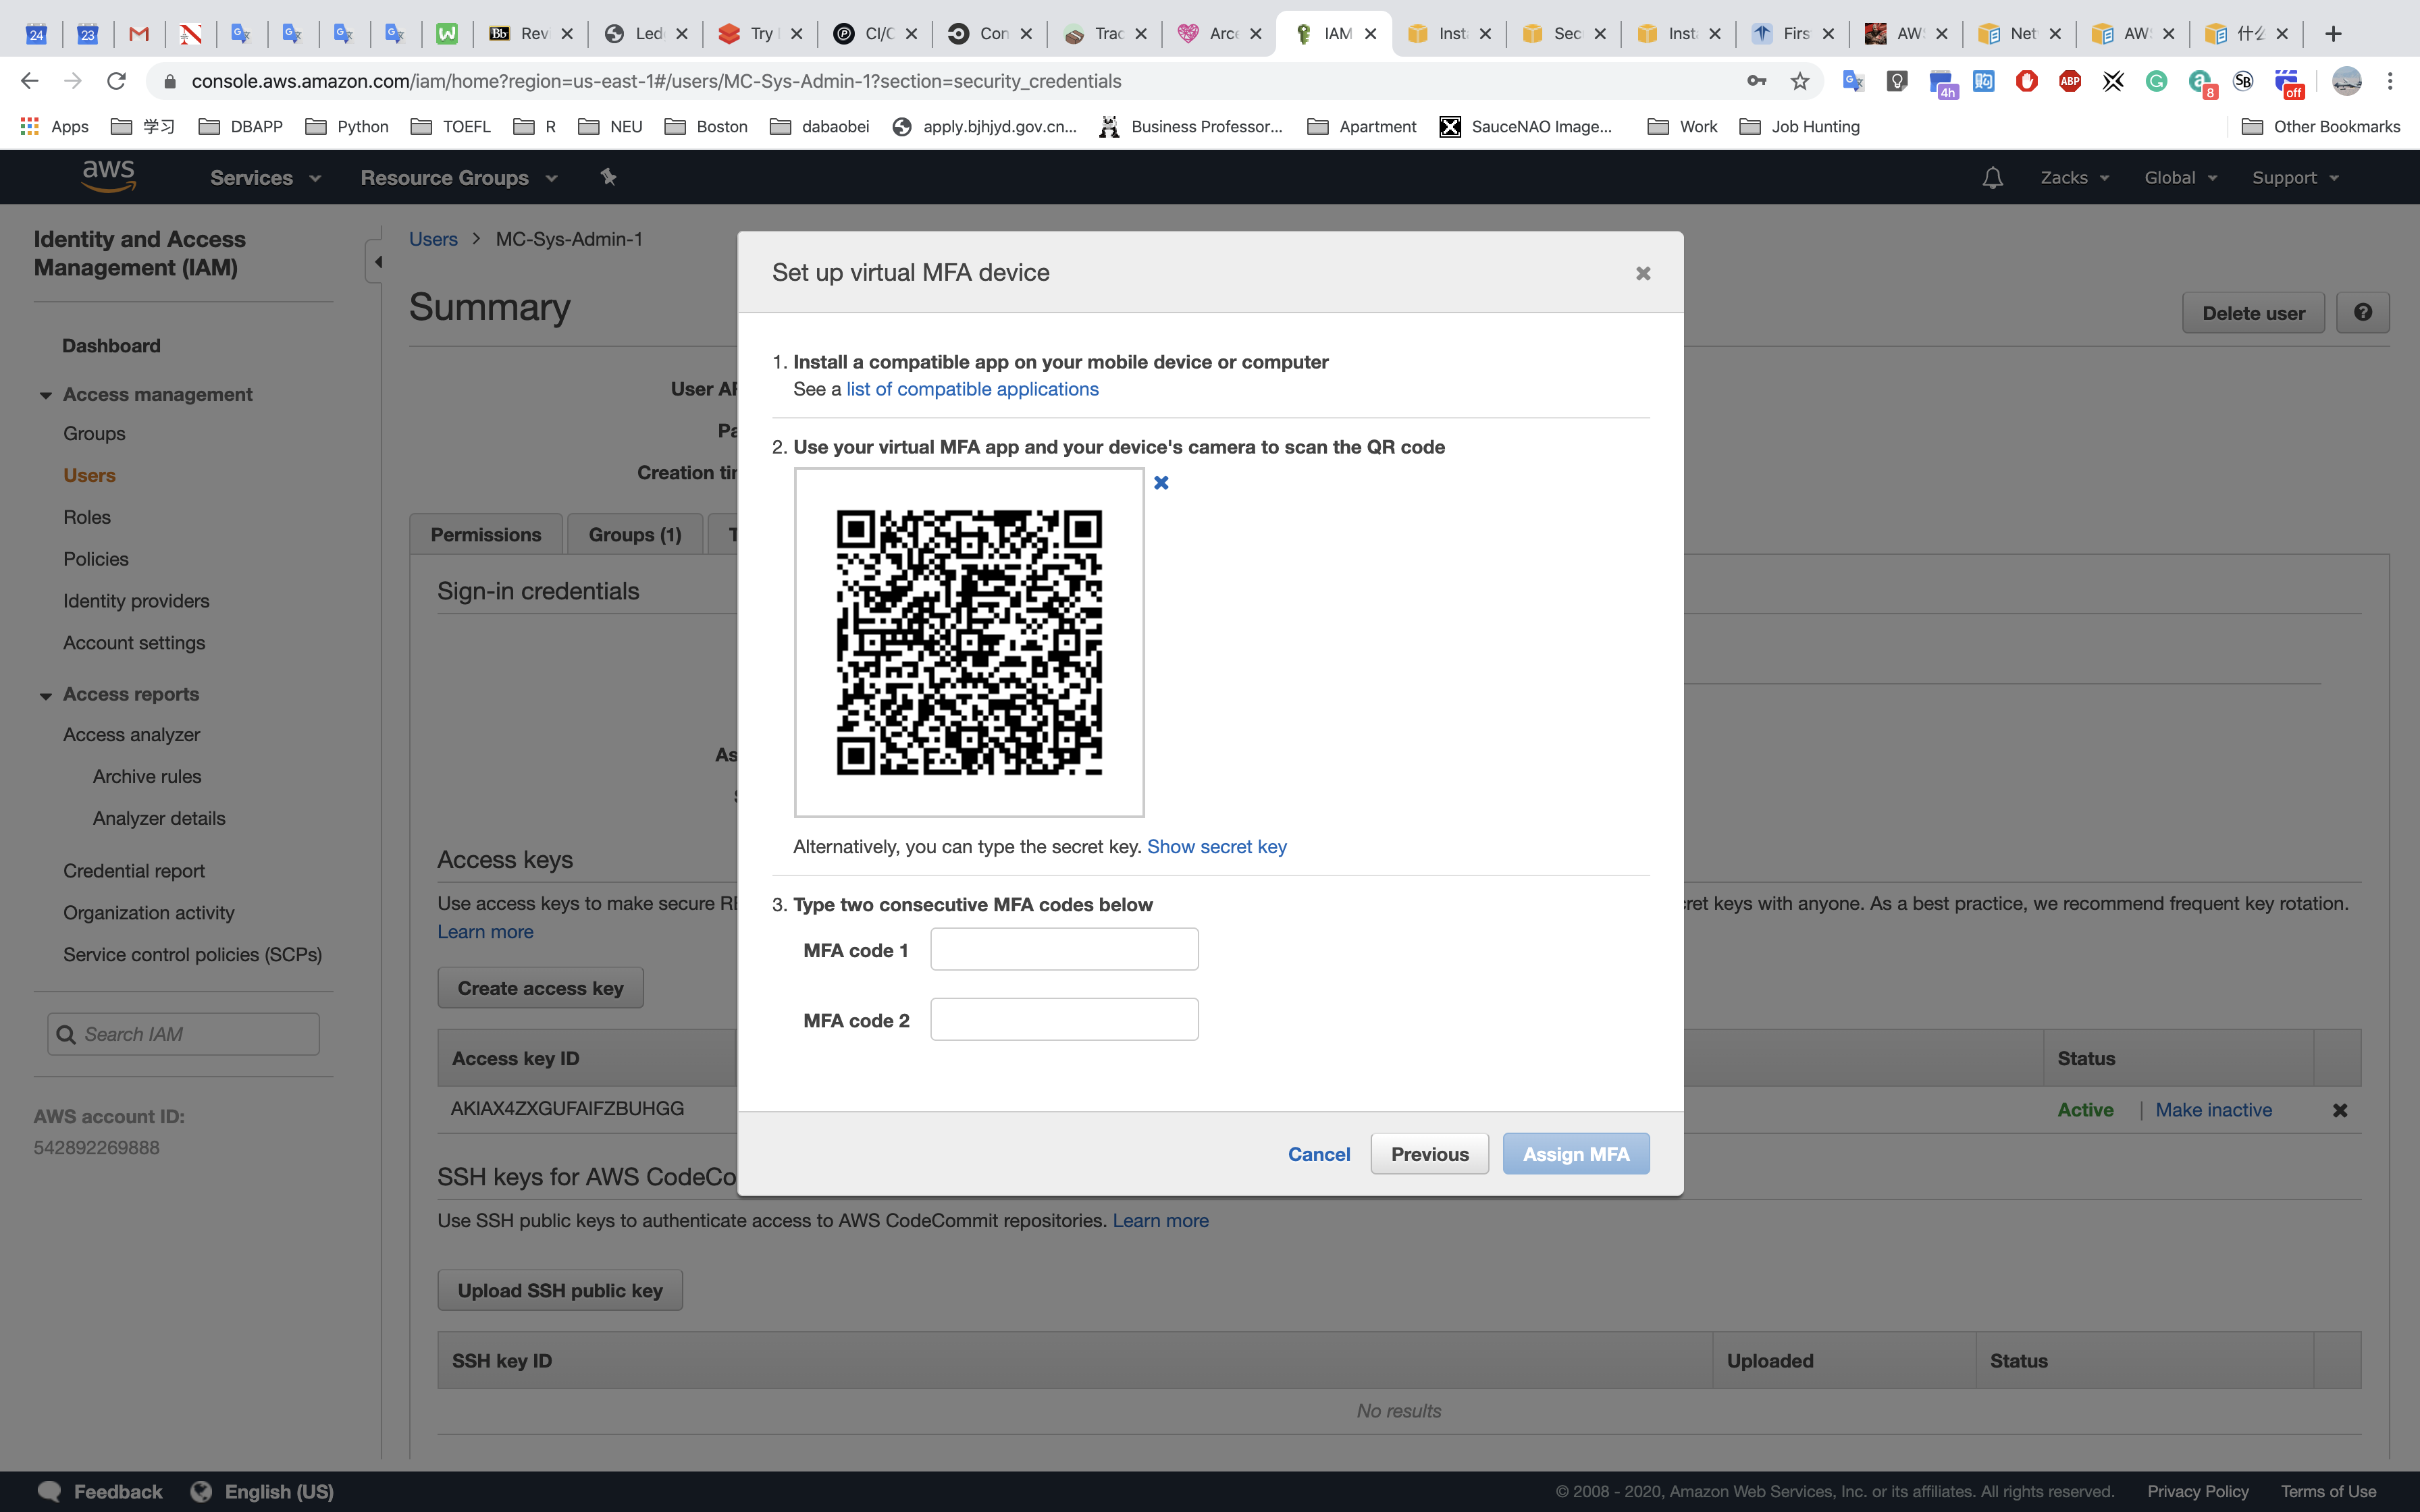 24
23
Rev
Led
Try
CI/C
Con
Trac
Arce
IAM
Inst
Sec
Inst
Firs
AW
Net
AW
什么
console.aws.amazon.com/iam/home?region=us-east-1#/users/MC-Sys-Admin-1?section=security_credentials
4h
ABP
8
SB
off
Apps
学习
DBAPP
Python
TOEFL
R
NEU
Boston
dabaobei
apply.bjhjyd.gov.cn...
Business Professor...
Apartment
SauceNAO Image...
Work
Job Hunting
Other Bookmarks
aws
Services
Resource Groups
Zacks
Global
Support
Identity and Access
Management (IAM)
Dashboard
Access management
Groups
Users
Roles
Policies
Identity providers
Account settings
Access reports
Access analyzer
Archive rules
Analyzer details
Credential report
Organization activity
Service control policies (SCPs)
Search IAM
AWS account ID:
542892269888
Users > MC-Sys-Admin-1
Summary
Delete user
?
User AR
Pa
Creation tim
Permissions
Groups (1)
T
Sign-in credentials
As
Access keys
Use access keys to make secure RE
ret keys with anyone. As a best practice, we recommend frequent key rotation.
Learn more
Create access key
Access key ID
Status
AKIAX4ZXGUFAIFZBUHGG
Active | Make inactive
SSH keys for AWS CodeCo
Use SSH public keys to authenticate access to AWS CodeCommit repositories. Learn more
Upload SSH public key
SSH key ID
Uploaded
Status
No results
Set up virtual MFA device
1. Install a compatible app on your mobile device or computer
See a list of compatible applications
2. Use your virtual MFA app and your device's camera to scan the QR code
Alternatively, you can type the secret key. Show secret key
3. Type two consecutive MFA codes below
MFA code 1
MFA code 2
Cancel
Previous
Assign MFA
Feedback
English (US)
© 2008 - 2020, Amazon Web Services, Inc. or its affiliates. All rights reserved.
Privacy Policy
Terms of Use